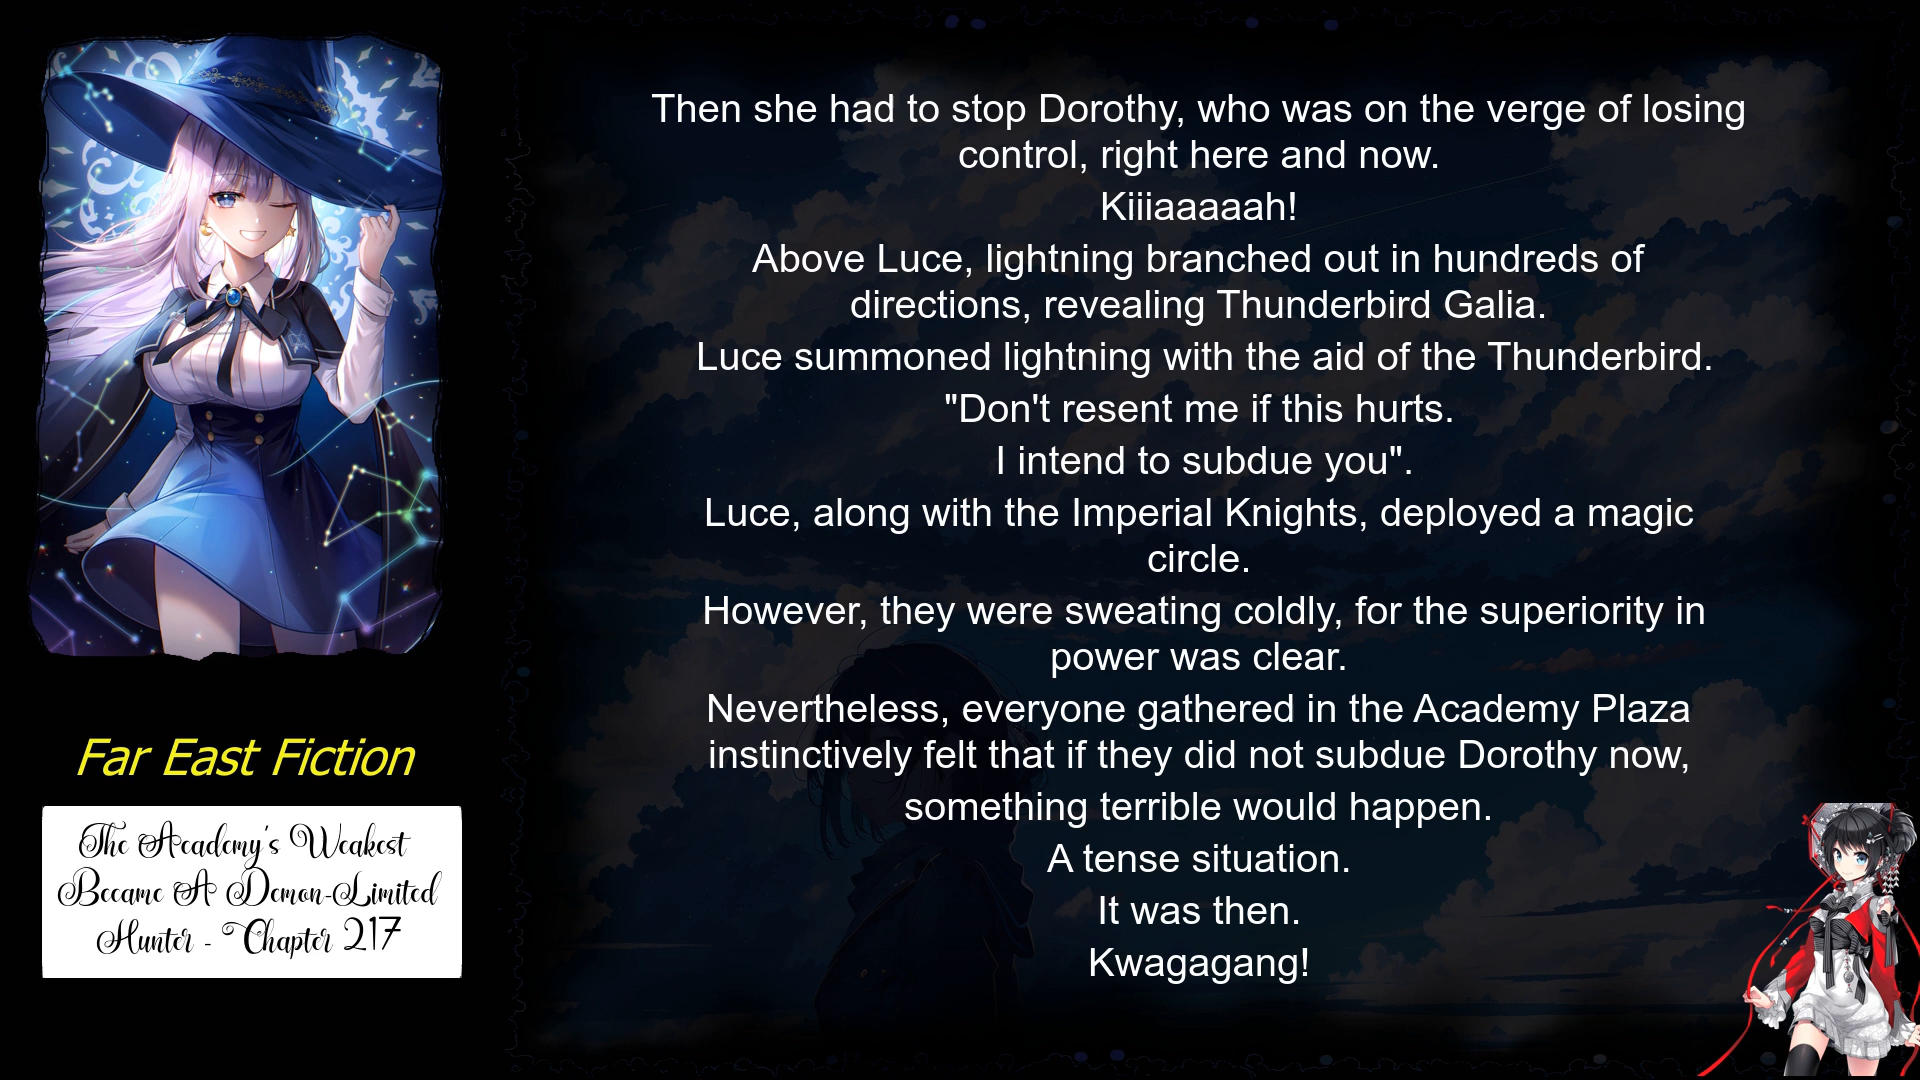 Then she had to stop Dorothy, who was on the verge of losing
control, right here and now.
Kiiiaaaaah!
Above Luce, lightning branched out in hundreds of
directions, revealing Thunderbird Galia.
Luce summoned lightning with the aid of the Thunderbird.
"Don't resent me if this hurts.
I intend to subdue you".
Luce, along with the Imperial Knights, deployed a magic
circle.
However, they were sweating coldly, for the superiority in
power was clear.
Nevertheless, everyone gathered in the Academy Plaza
instinctively felt that if they did not subdue Dorothy now,
something terrible would happen.
A tense situation.
It was then.
Kwagagang!
Far East Fiction
The Academy's Weakest
Became A Demon-Limited
Hunter - Chapter 217